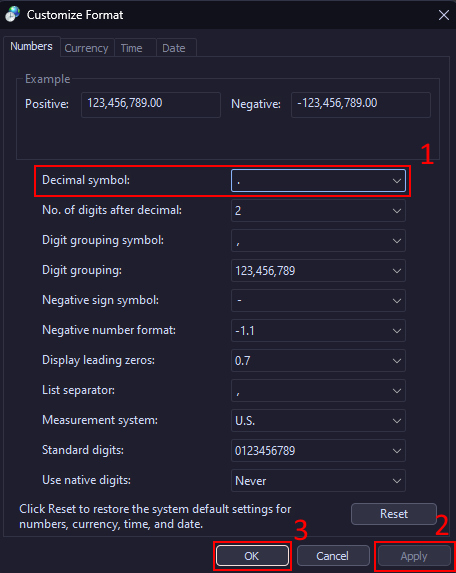 Customize Format
Numbers Currency Time Date
Example
Positive: 123,456,789.00 Negative: -123,456,789.00
1
Decimal symbol: .
No. of digits after decimal: 2
Digit grouping symbol: ,
Digit grouping: 123,456,789
Negative sign symbol: -
Negative number format: -1.1
Display leading zeros: 0.7
List separator: ,
Measurement system: U.S.
Standard digits: 0123456789
Use native digits: Never
Click Reset to restore the system default settings for
numbers, currency, time, and date.
Reset
3 2
OK Cancel Apply